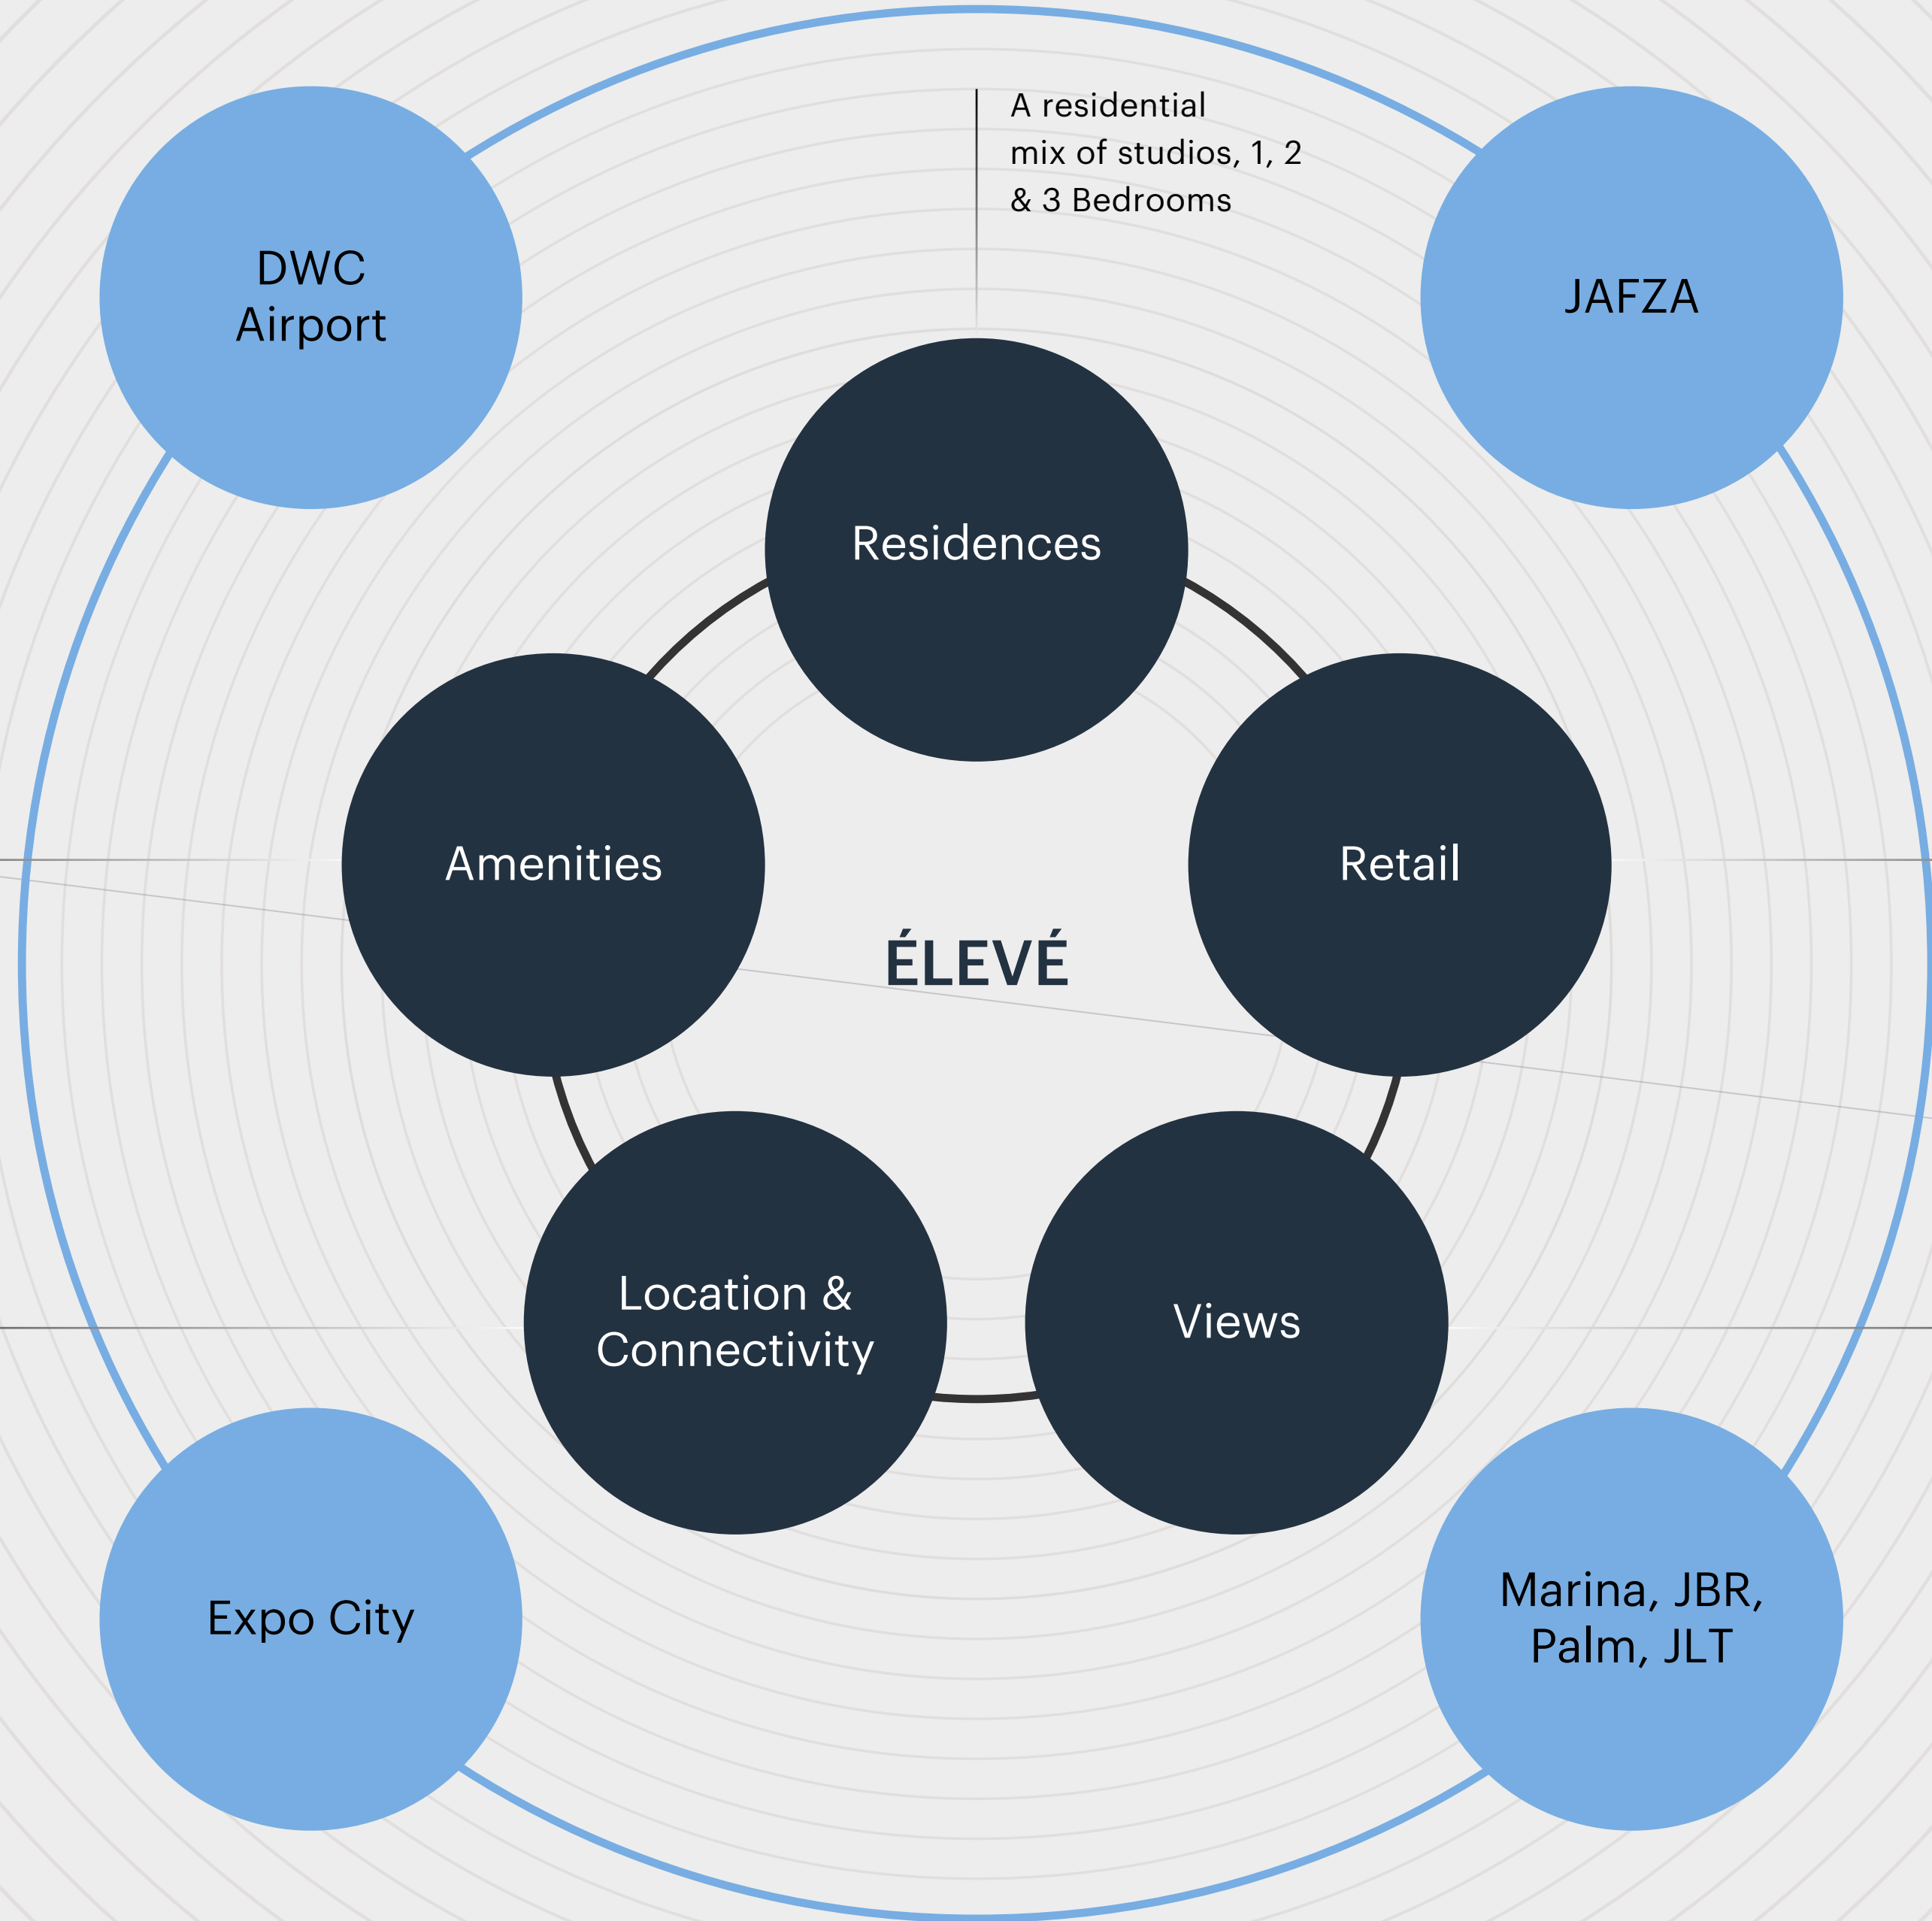 A residential
mix of studios, 1, 2
& 3 Bedrooms
DWC
Airport
JAFZA
Residences
Amenities
Retail
ÉLEVÉ
Location &
Connectivity
Views
Expo City
Marina, JBR,
Palm, JLT